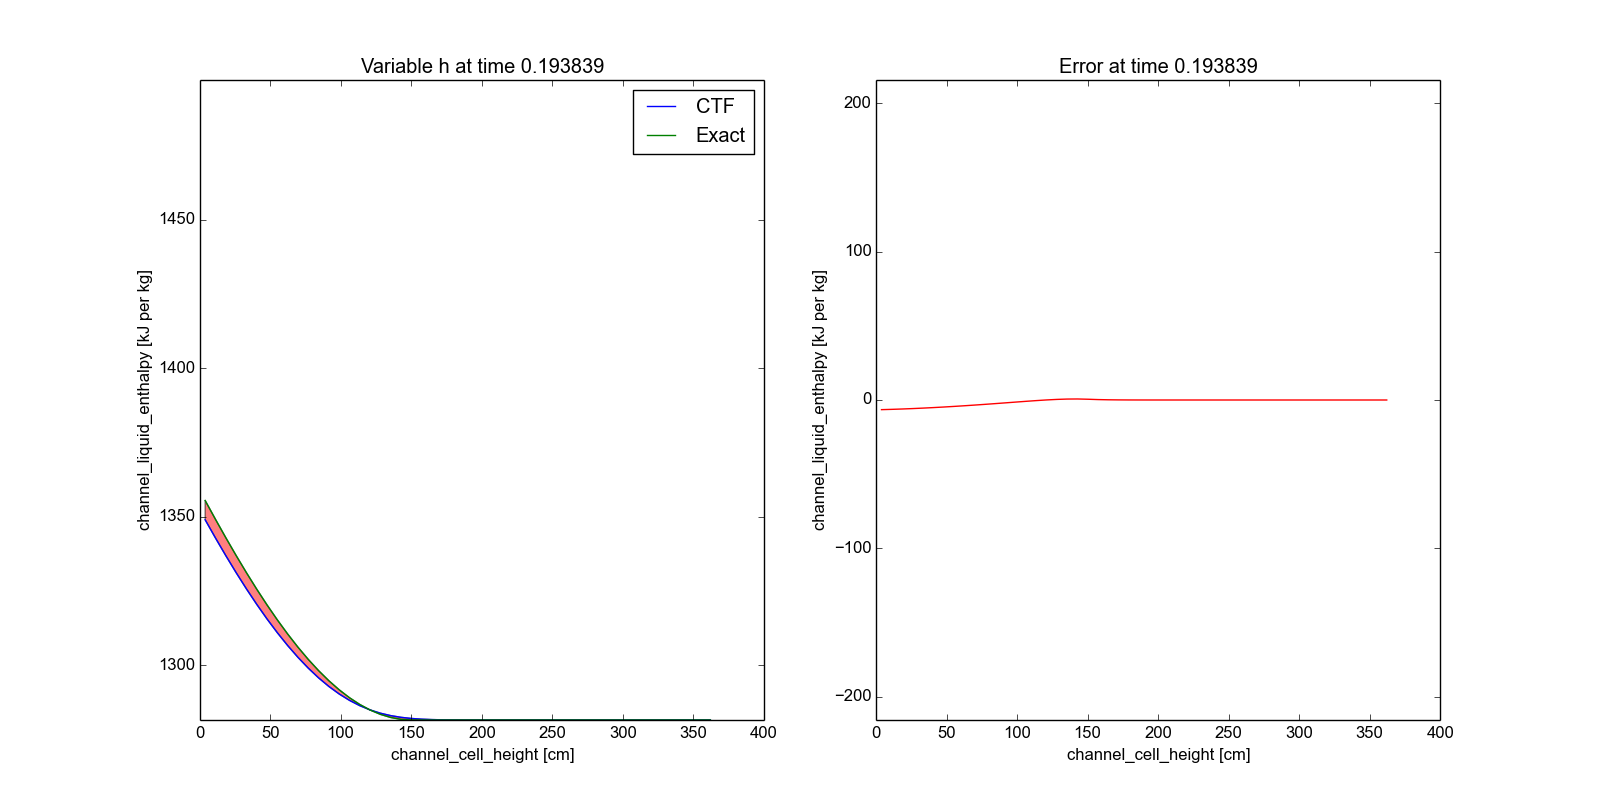 Variable h at time 0.193839
CTF
Exact
1450
1400
1350
1300
channel_liquid_enthalpy [kJ per kg]
0 50 100 150 200 250 300 350 400
channel_cell_height [cm]
Error at time 0.193839
200
100
0
−100
−200
channel_liquid_enthalpy [kJ per kg]
0 50 100 150 200 250 300 350 400
channel_cell_height [cm]